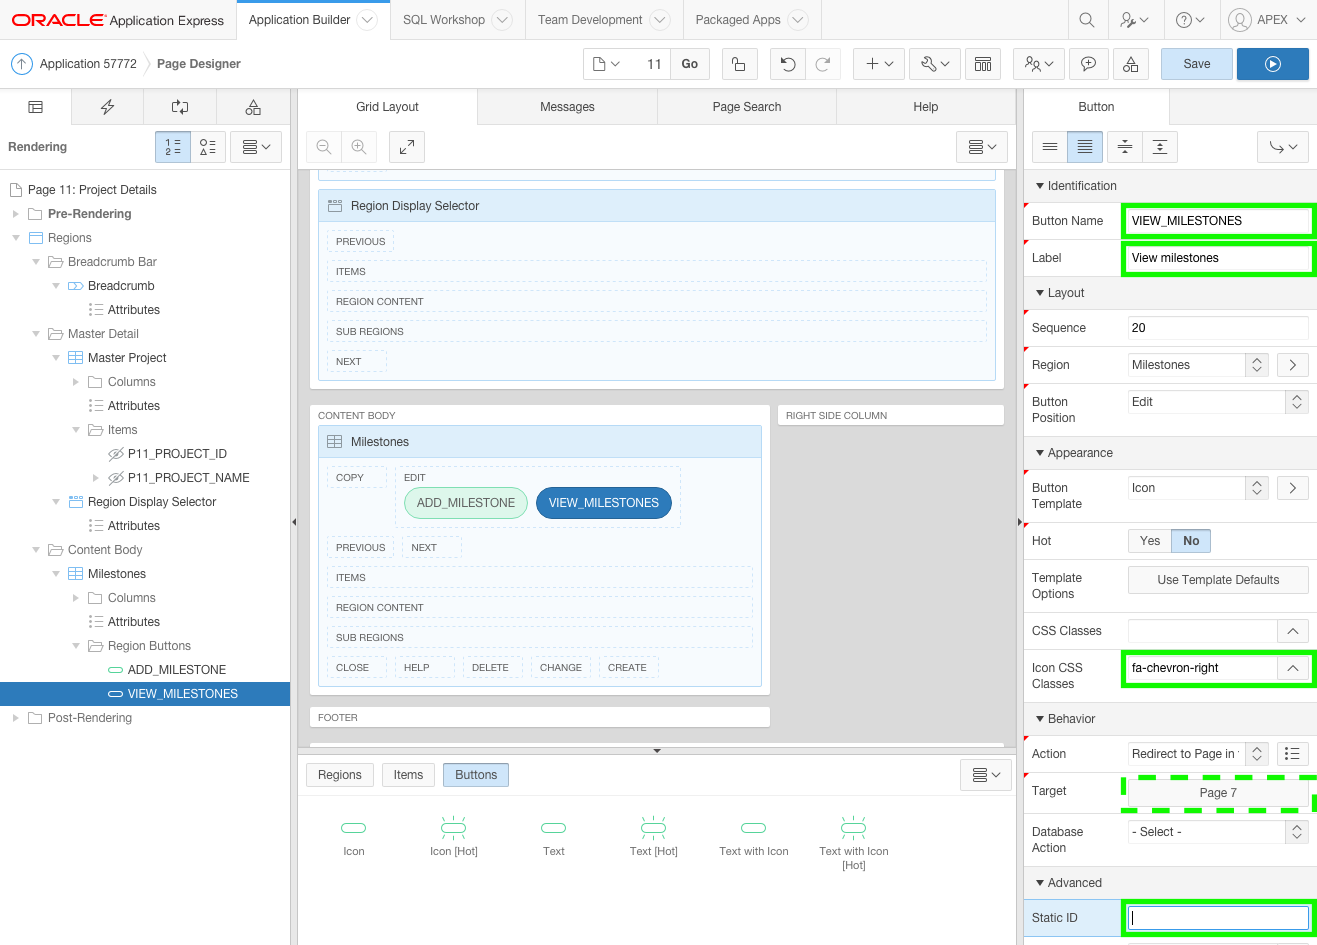 ORACLE Application Express
Application Builder
SQL Workshop
Team Development
Packaged Apps
APEX
Application 57772
Page Designer
11
Go
Save
Rendering
1
2
Page 11: Project Details
Pre-Rendering
Regions
Breadcrumb Bar
Breadcrumb
Attributes
Master Detail
Master Project
Columns
Attributes
Items
P11_PROJECT_ID
P11_PROJECT_NAME
Region Display Selector
Attributes
Content Body
Milestones
Columns
Attributes
Region Buttons
ADD_MILESTONE
VIEW_MILESTONES
Post-Rendering
Grid Layout
Messages
Page Search
Help
Region Display Selector
PREVIOUS
ITEMS
REGION CONTENT
SUB REGIONS
NEXT
CONTENT BODY
RIGHT SIDE COLUMN
Milestones
COPY
EDIT
ADD_MILESTONE
VIEW_MILESTONES
PREVIOUS
NEXT
ITEMS
REGION CONTENT
SUB REGIONS
CLOSE
HELP
DELETE
CHANGE
CREATE
FOOTER
Regions
Items
Buttons
Icon
Icon [Hot]
Text
Text [Hot]
Text with Icon
Text with Icon
[Hot]
Button
Identification
Button Name
VIEW_MILESTONES
Label
View milestones
Layout
Sequence
20
Region
Milestones
Button
Position
Edit
Appearance
Button
Template
Icon
Hot
Yes
No
Template
Options
Use Template Defaults
CSS Classes
Icon CSS
Classes
fa-chevron-right
Behavior
Action
Redirect to Page in
Target
Page 7
Database
Action
- Select -
Advanced
Static ID